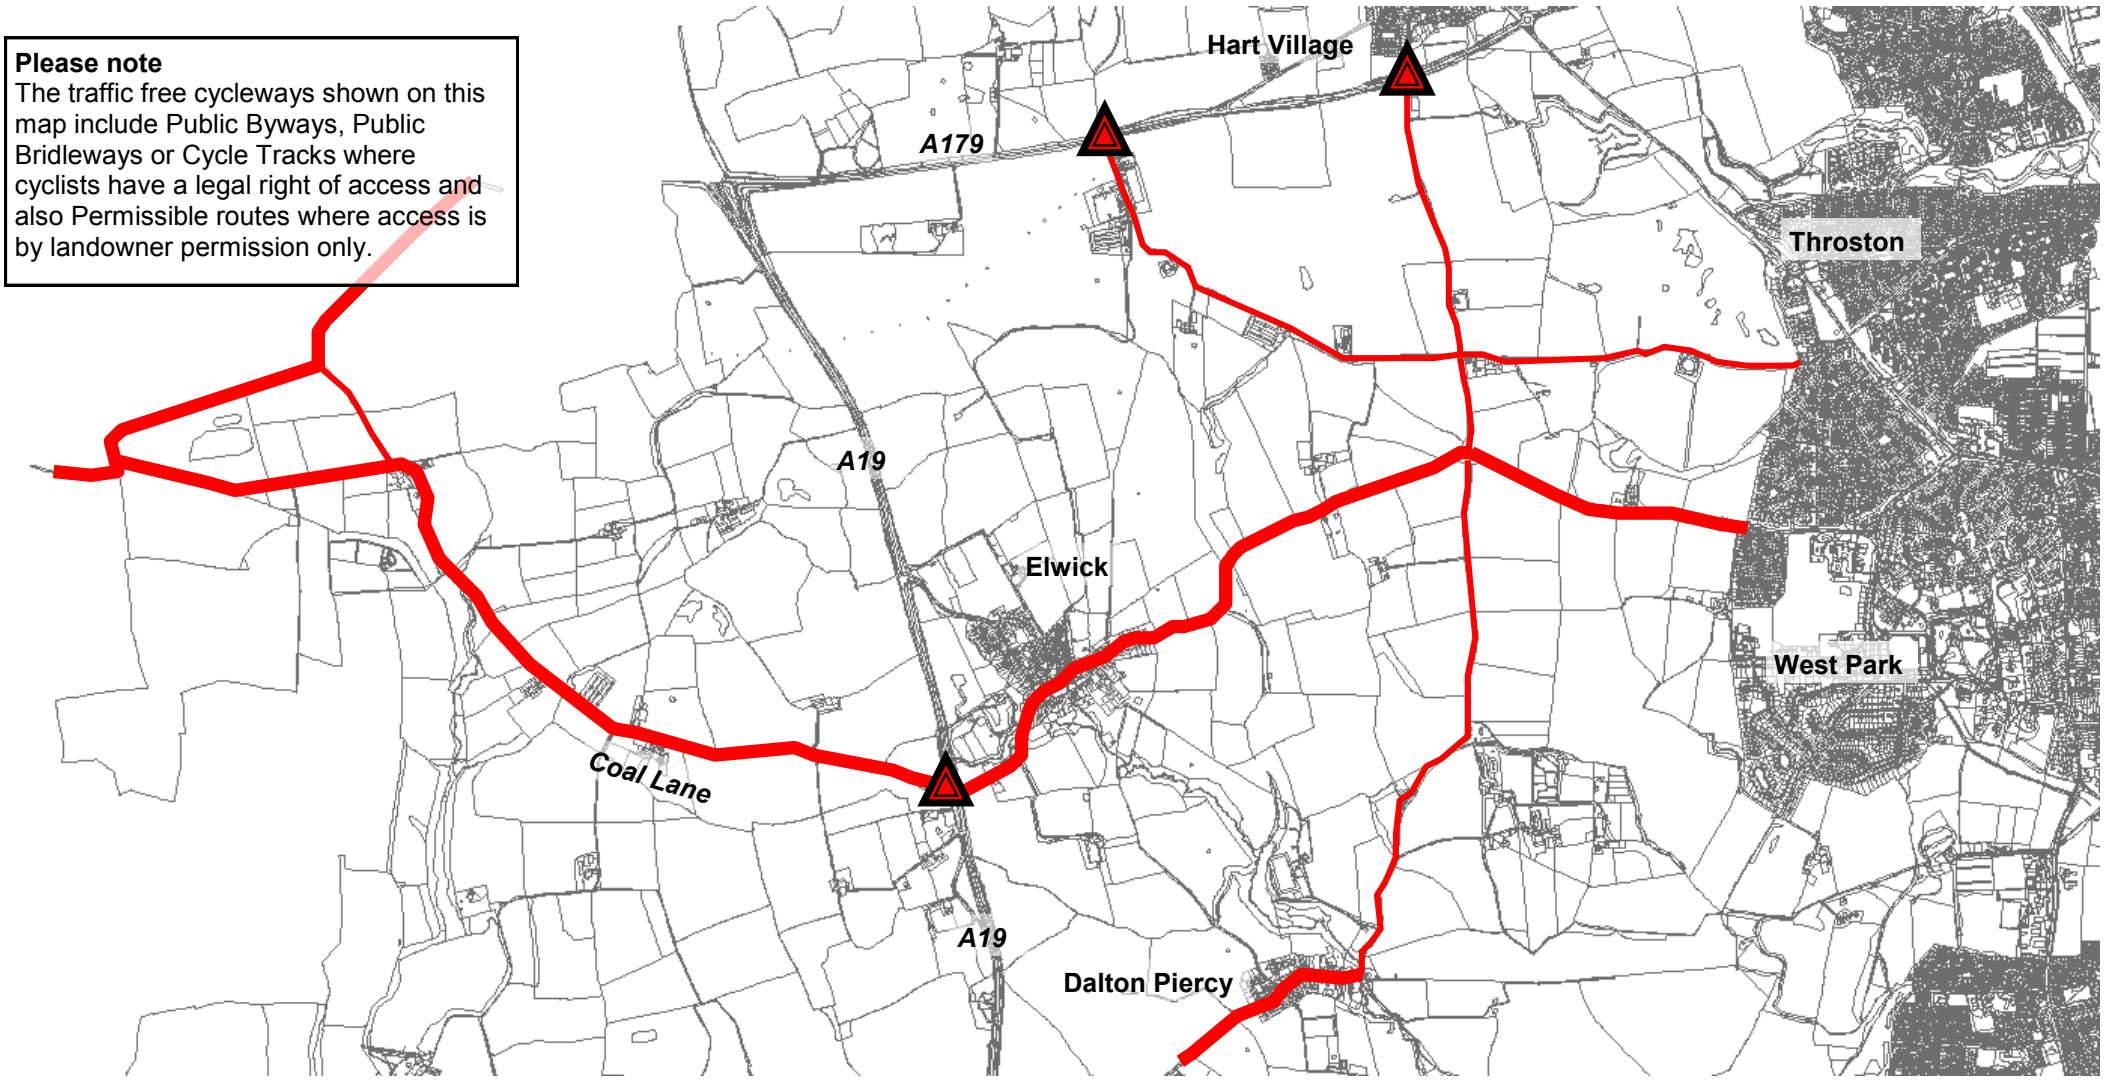 Please note
The traffic free cycleways shown on this
map include Public Byways, Public
Bridleways or Cycle Tracks where
cyclists have a legal right of access and
also Permissible routes where access is
by landowner permission only.
Hart Village
A179
Throston
A19
Elwick
West Park
Coal Lane
A19
Dalton Piercy